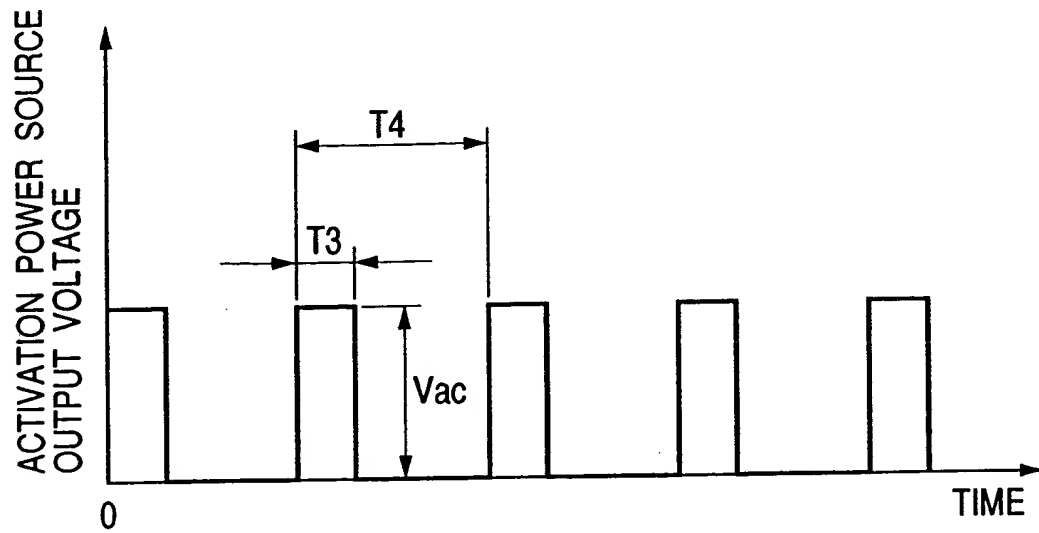 ACTIVATION POWER SOURCE
OUTPUT VOLTAGE
T4
T3
Vac
0
TIME